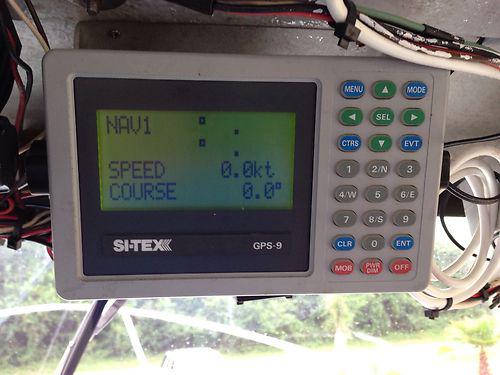 NAV1
SPEED 0.0kt
COURSE 0.0°
SI-TEX GPS-9
MENU MODE
SEL
CTRS EVT
1 2/N 3
4/W 5 6/E
7 8/S 9
CLR 0 ENT
MOB PWR DIM OFF